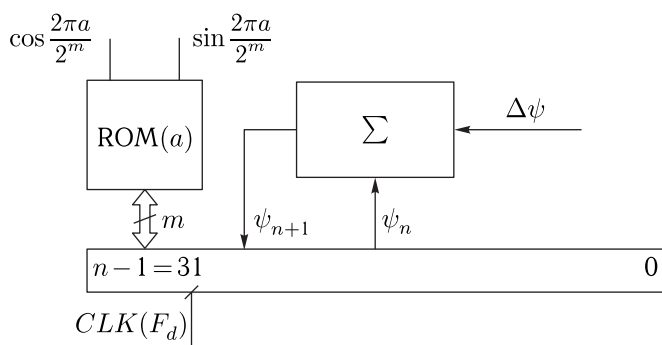 cos 2πa/2^m
sin 2πa/2^m
ROM(a)
Σ
Δψ
m
ψ_{n+1}
ψ_n
n − 1 = 31
0
CLK(F_d)